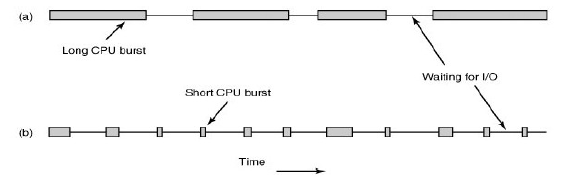 (a)
Long CPU burst
Waiting for I/O
Short CPU burst
(b)
Time